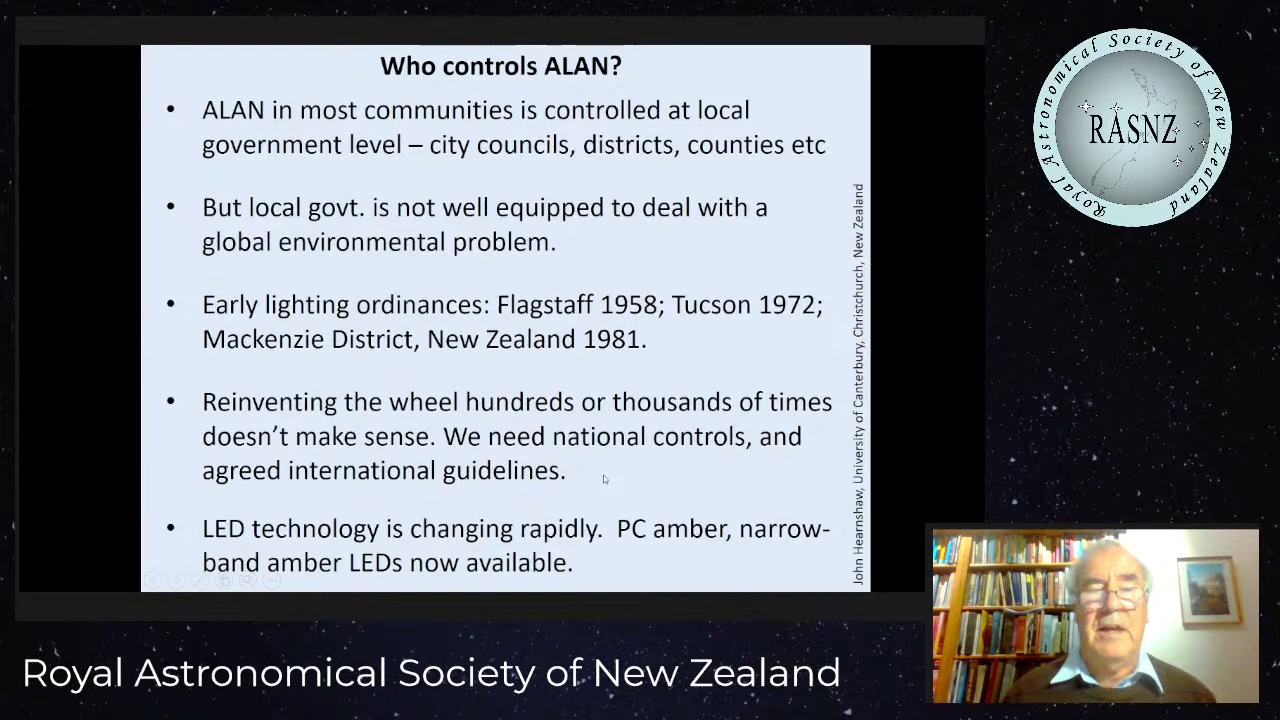 Who controls ALAN?
• ALAN in most communities is controlled at local
government level – city councils, districts, counties etc
• But local govt. is not well equipped to deal with a
global environmental problem.
• Early lighting ordinances: Flagstaff 1958; Tucson 1972;
Mackenzie District, New Zealand 1981.
• Reinventing the wheel hundreds or thousands of times
doesn’t make sense. We need national controls, and
agreed international guidelines.
• LED technology is changing rapidly. PC amber, narrow-
band amber LEDs now available.
John Hearnshaw, University of Canterbury, Christchurch, New Zealand
Royal Astronomical Society of New Zealand
RASNZ
Royal Astronomical Society of New Zealand